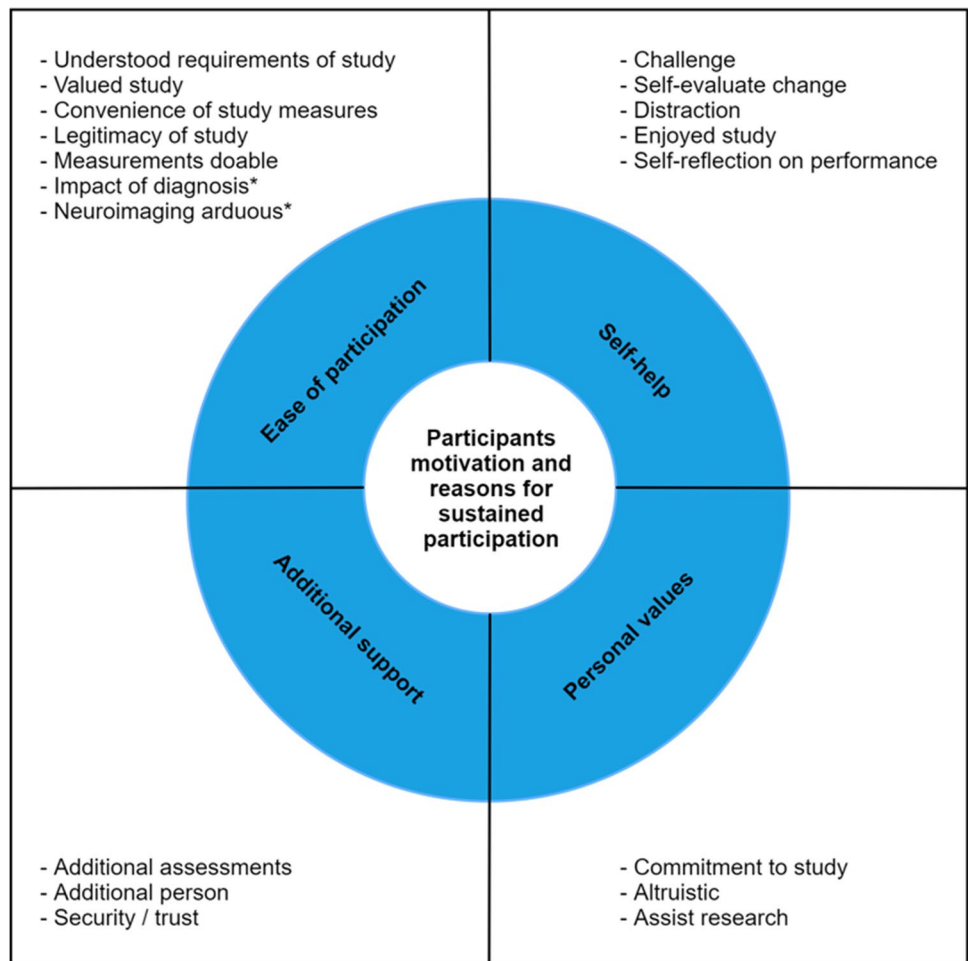 - Understood requirements of study
- Valued study
- Convenience of study measures
- Legitimacy of study
- Measurements doable
- Impact of diagnosis*
- Neuroimaging arduous*
- Challenge
- Self-evaluate change
- Distraction
- Enjoyed study
- Self-reflection on performance
Ease of participation
Self-help
Participants
motivation and
reasons for
sustained
participation
Additional support
Personal values
- Additional assessments
- Additional person
- Security / trust
- Commitment to study
- Altruistic
- Assist research